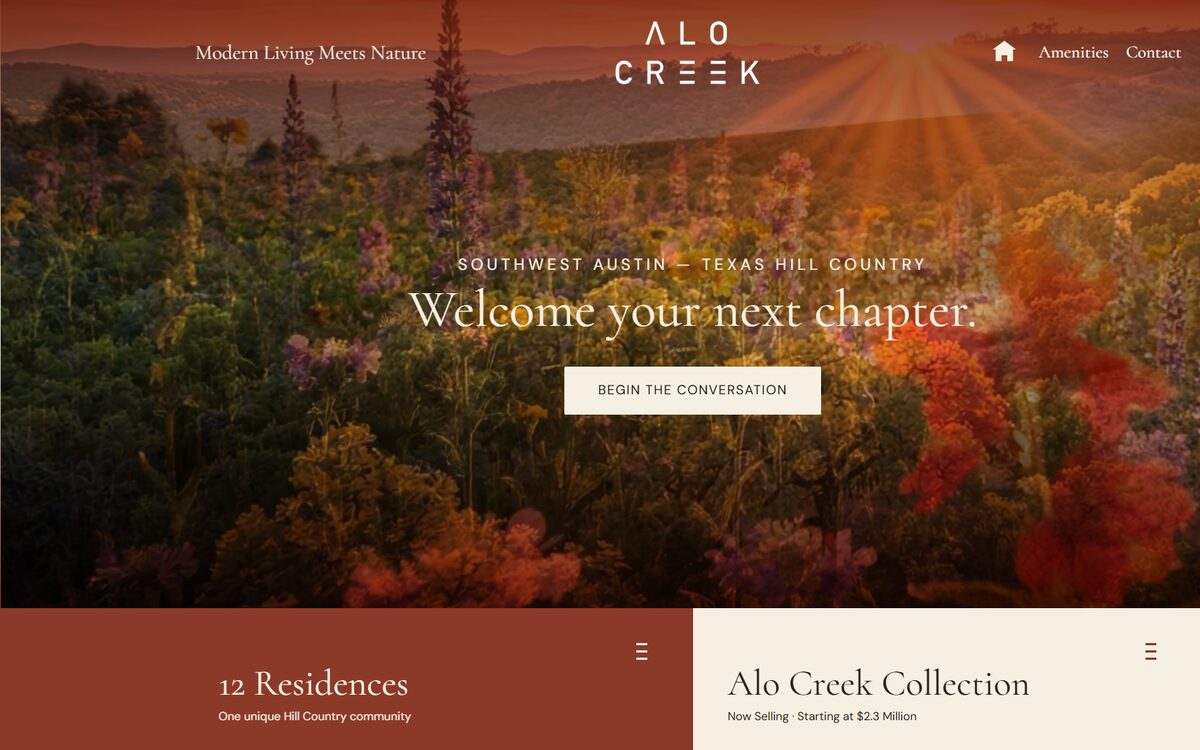 Modern Living Meets Nature
ALO
CREEK
Amenities
Contact
SOUTHWEST AUSTIN — TEXAS HILL COUNTRY
Welcome your next chapter.
BEGIN THE CONVERSATION
12 Residences
One unique Hill Country community
Alo Creek Collection
Now Selling · Starting at $2.3 Million